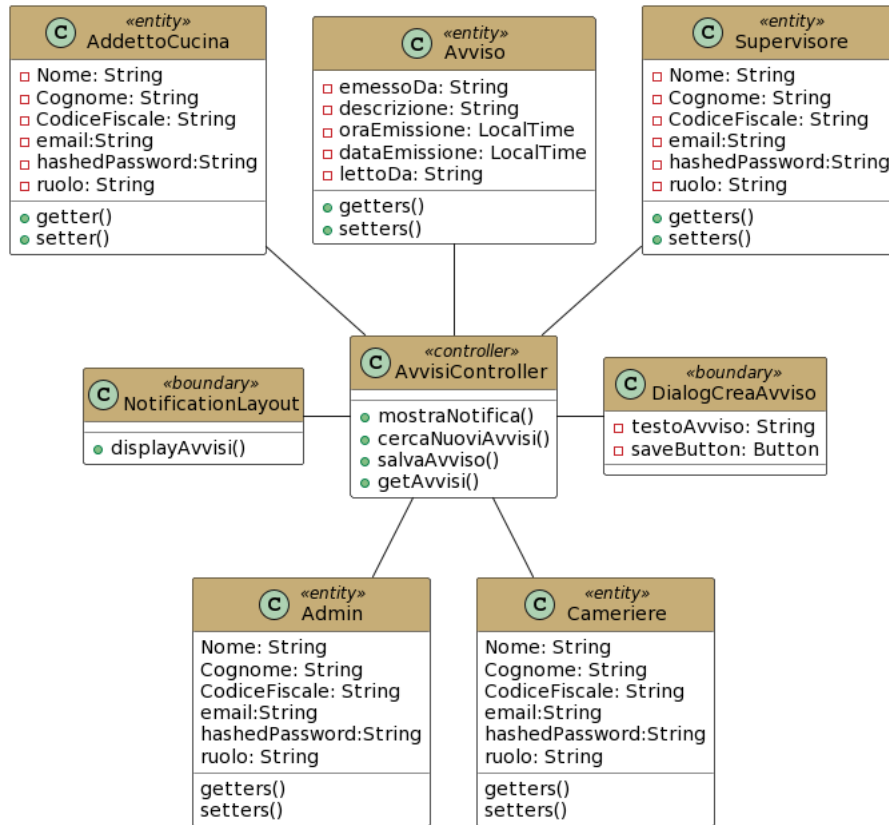 «entity»
C
AddettoCucina
Nome: String
Cognome: String
CodiceFiscale: String
email:String
hashedPassword:String
ruolo: String
getter()
setter()
«entity»
C
Avviso
emessoDa: String
descrizione: String
oraEmissione: LocalTime
dataEmissione: LocalTime
lettoDa: String
getters()
setters()
«entity»
C
Supervisore
Nome: String
Cognome: String
CodiceFiscale: String
email:String
hashedPassword:String
ruolo: String
getters()
setters()
«boundary»
C
NotificationLayout
displayAvvisi()
«controller»
C
AvvisiController
mostraNotifica()
cercaNuoviAvvisi()
salvaAvviso()
getAvvisi()
«boundary»
C
DialogCreaAvviso
testoAvviso: String
saveButton: Button
«entity»
C
Admin
Nome: String
Cognome: String
CodiceFiscale: String
email:String
hashedPassword:String
ruolo: String
getters()
setters()
«entity»
C
Cameriere
Nome: String
Cognome: String
CodiceFiscale: String
email:String
hashedPassword:String
ruolo: String
getters()
setters()